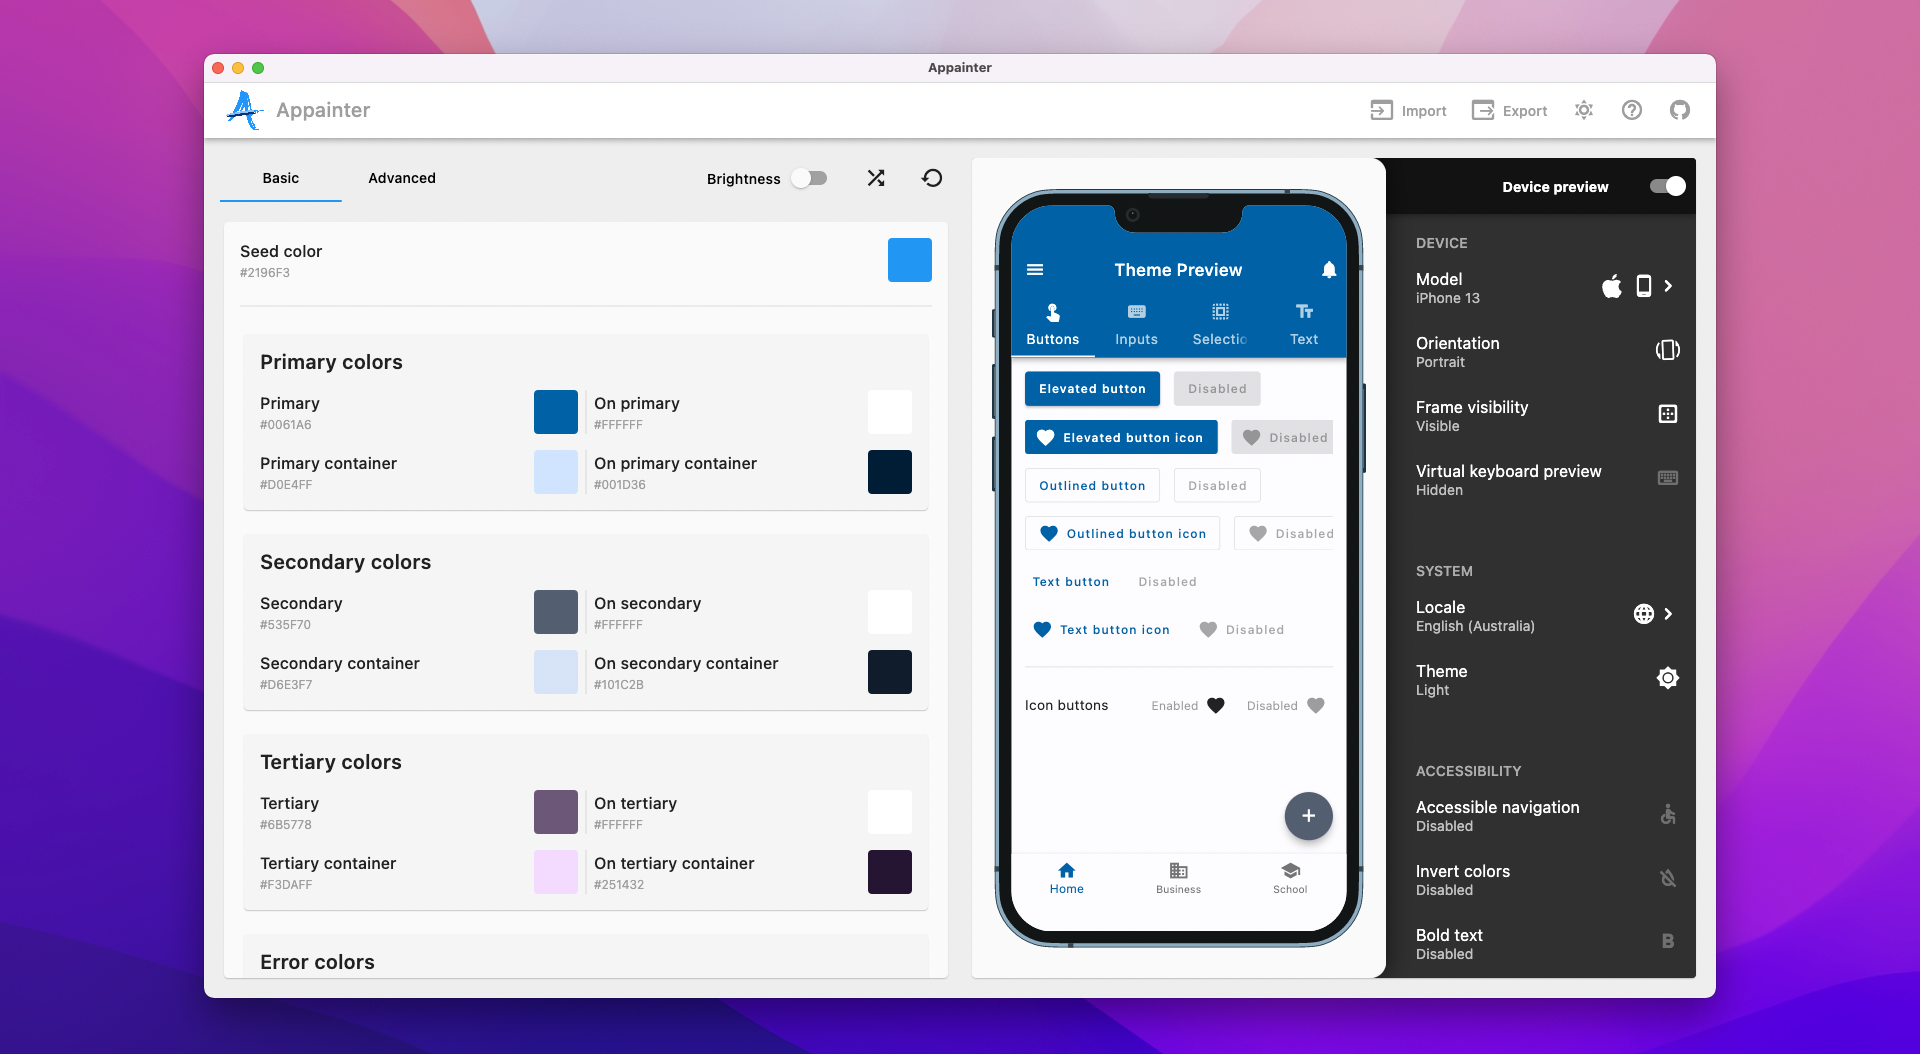 Appainter
Appainter
Import
Export
Basic
Advanced
Brightness
Seed color
#2196F3
Primary colors
Primary
#0061A6
On primary
#FFFFFF
Primary container
#D0E4FF
On primary container
#001D36
Secondary colors
Secondary
#535F70
On secondary
#FFFFFF
Secondary container
#D6E3F7
On secondary container
#101C2B
Tertiary colors
Tertiary
#6B5778
On tertiary
#FFFFFF
Tertiary container
#F3DAFF
On tertiary container
#251432
Error colors
Theme Preview
Buttons
Inputs
Selectio
Text
Elevated button
Disabled
Elevated button icon
Disabled
Outlined button
Disabled
Outlined button icon
Disabled
Text button
Disabled
Text button icon
Disabled
Icon buttons
Enabled
Disabled
Home
Business
School
Device preview
DEVICE
Model
iPhone 13
Orientation
Portrait
Frame visibility
Visible
Virtual keyboard preview
Hidden
SYSTEM
Locale
English (Australia)
Theme
Light
ACCESSIBILITY
Accessible navigation
Disabled
Invert colors
Disabled
Bold text
Disabled